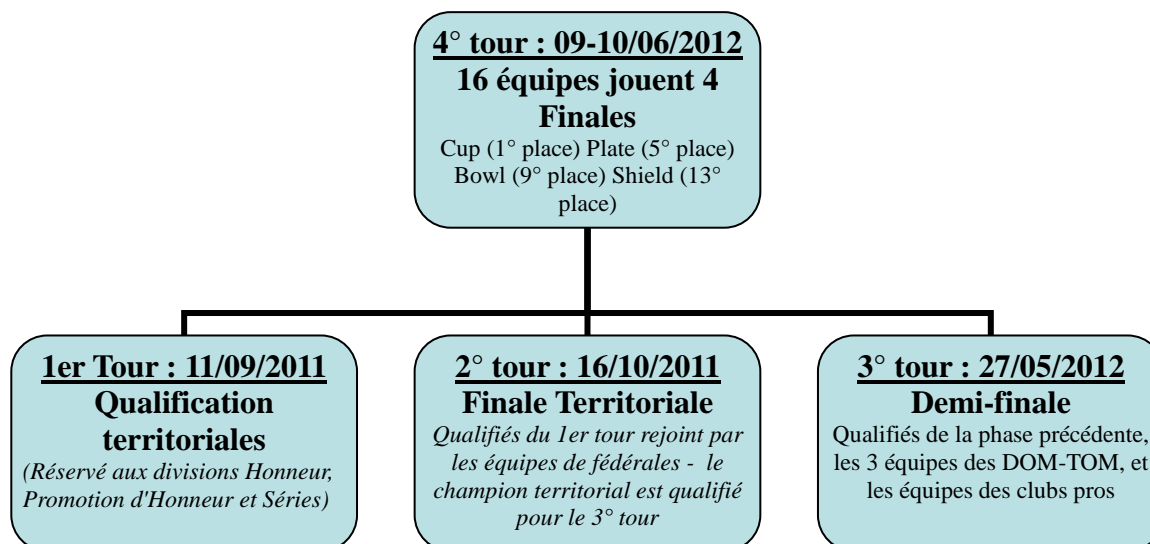 4° tour : 09-10/06/2012
16 équipes jouent 4
Finales
Cup (1° place) Plate (5° place)
Bowl (9° place) Shield (13°
place)
1er Tour : 11/09/2011
Qualification
territoriales
(Réservé aux divisions Honneur,
Promotion d'Honneur et Séries)
2° tour : 16/10/2011
Finale Territoriale
Qualifiés du 1er tour rejoint par
les équipes de fédérales -  le
champion territorial est qualifié
pour le 3° tour
3° tour : 27/05/2012
Demi-finale
Qualifiés de la phase précédente,
les 3 équipes des DOM-TOM, et
les équipes des clubs pros